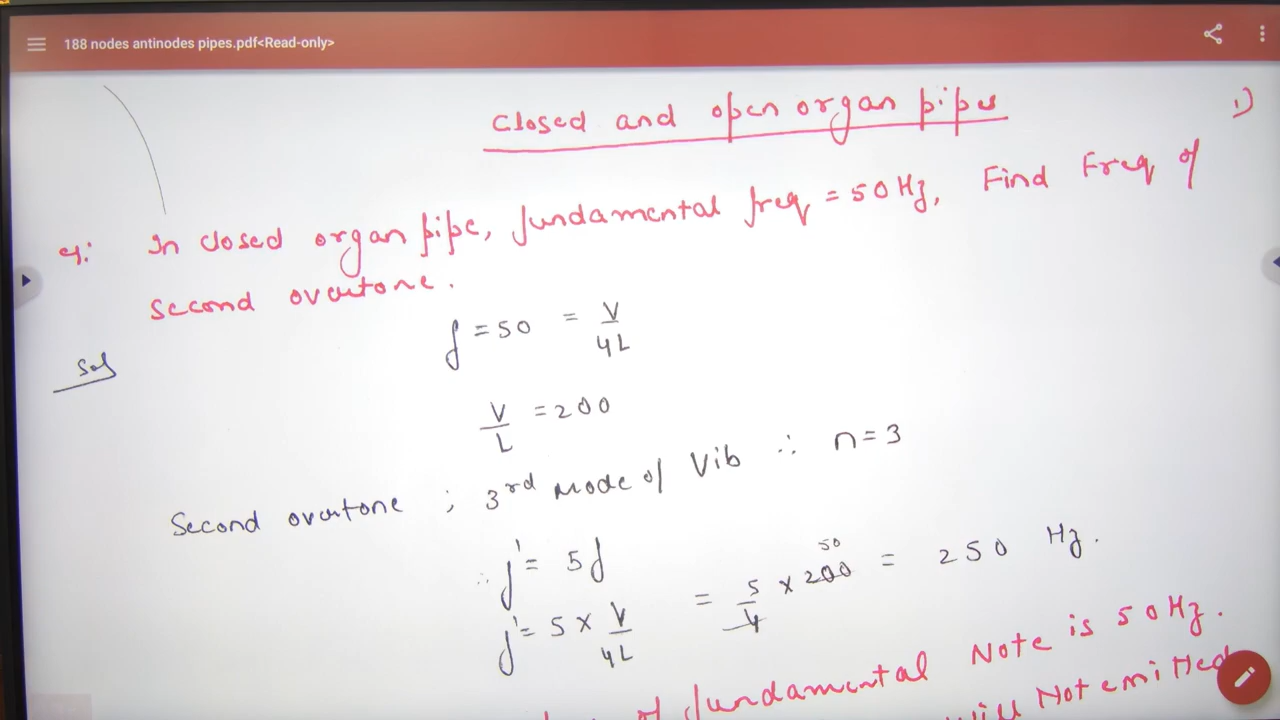 188 nodes antinodes pipes.pdf<Read-only>
Closed and open organ pipes
1)
Q: In closed organ pipe, fundamental freq = 50 Hz, Find Freq of
second overtone.
Sol
f = 50 = V/4L
V/L = 200
Second overtone ; 3rd mode of Vib ∴ n = 3
∴ f' = 5f
f' = 5 × V/4L = 5/4 × 200 50 = 250 Hz.
of fundamental Note is 50 Hz.
will Not emitted